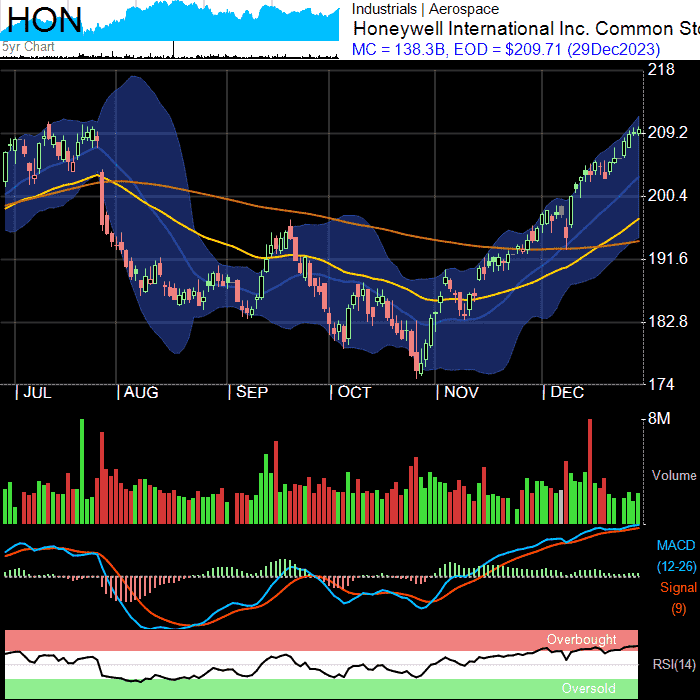 HON
5yr Chart
Industrials | Aerospace
Honeywell International Inc. Common Sto
MC = 138.3B, EOD = $209.71 (29Dec2023)
218
209.2
200.4
191.6
182.8
174
| JUL | AUG | SEP | OCT | NOV | DEC
8M
Volume
MACD
(12-26)
Signal
(9)
Overbought
RSI(14)
Oversold